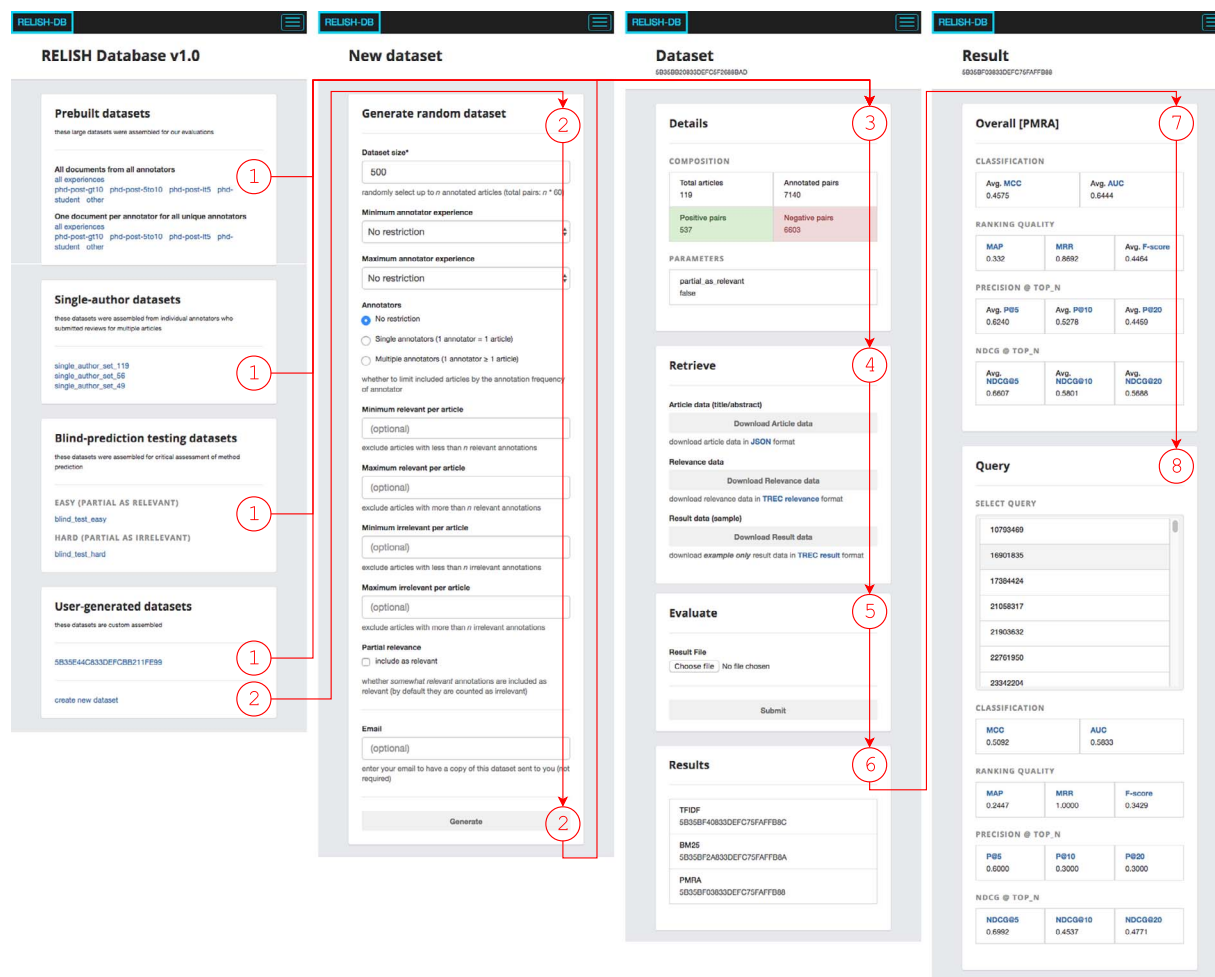 RELISH-DB
RELISH Database v1.0
Prebuilt datasets
these large datasets were assembled for our evaluations
All documents from all annotators
all experiences
phd-post-gt10 phd-post-5to10 phd-post-lt5 phd-
student other
One document per annotator for all unique annotators
all experiences
phd-post-gt10 phd-post-5to10 phd-post-lt5 phd-
student other
1
Single-author datasets
these datasets were assembled from individual annotators who
submitted reviews for multiple articles
single_author_set_119
single_author_set_56
single_author_set_49
1
Blind-prediction testing datasets
these datasets were assembled for critical assessment of method
prediction
EASY (PARTIAL AS RELEVANT)
blind_test_easy
HARD (PARTIAL AS IRRELEVANT)
blind_test_hard
1
User-generated datasets
these datasets are custom assembled
5B35E44C833DEFCBB211FE99
1
create new dataset
2
RELISH-DB
New dataset
Generate random dataset
2
Dataset size*
500
randomly select up to n annotated articles (total pairs: n * 60)
Minimum annotator experience
No restriction
Maximum annotator experience
No restriction
Annotators
No restriction
Single annotators (1 annotator = 1 article)
Multiple annotators (1 annotator ≥ 1 article)
whether to limit included articles by the annotation frequency
of annotator
Minimum relevant per article
(optional)
exclude articles with less than n relevant annotations
Maximum relevant per article
(optional)
exclude articles with more than n relevant annotations
Minimum irrelevant per article
(optional)
exclude articles with less than n irrelevant annotations
Maximum irrelevant per article
(optional)
exclude articles with more than n irrelevant annotations
Partial relevance
include as relevant
whether somewhat relevant annotations are included as
relevant (by default they are counted as irrelevant)
Email
(optional)
enter your email to have a copy of this dataset sent to you (not
required)
Generate
2
RELISH-DB
Dataset
5B35BB20833DEFC5F2688BAD
Details
3
COMPOSITION
Total articles Annotated pairs
119 7140
Positive pairs Negative pairs
537 6603
PARAMETERS
partial_as_relevant
false
Retrieve
4
Article data (title/abstract)
Download Article data
download article data in JSON format
Relevance data
Download Relevance data
download relevance data in TREC relevance format
Result data (sample)
Download Result data
download example only result data in TREC result format
Evaluate
5
Result File
Choose file No file chosen
Submit
Results
6
TFIDF
5B35BF40833DEFC75FAFFB8C
BM25
5B35BF2A833DEFC75FAFFB8A
PMRA
5B35BF03833DEFC75FAFFB88
RELISH-DB
Result
5B35BF03833DEFC75FAFFB88
Overall [PMRA]
7
CLASSIFICATION
Avg. MCC Avg. AUC
0.4575 0.6444
RANKING QUALITY
MAP MRR Avg. F-score
0.332 0.8692 0.4464
PRECISION @ TOP_N
Avg. P@5 Avg. P@10 Avg. P@20
0.6240 0.5278 0.4459
NDCG @ TOP_N
Avg. Avg. Avg.
NDCG@5 NDCG@10 NDCG@20
0.6607 0.5801 0.5688
Query
8
SELECT QUERY
10793469
16901835
17384424
21058317
21903632
22761950
23342204
CLASSIFICATION
MCC AUC
0.5092 0.5833
RANKING QUALITY
MAP MRR F-score
0.2447 1.0000 0.3429
PRECISION @ TOP_N
P@5 P@10 P@20
0.6000 0.3000 0.3000
NDCG @ TOP_N
NDCG@5 NDCG@10 NDCG@20
0.6992 0.4537 0.4771